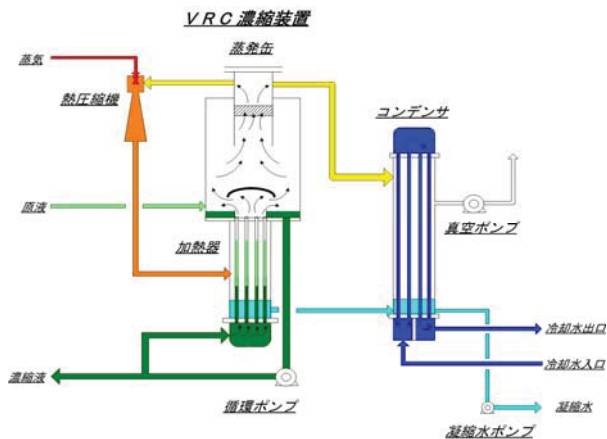 VRC濃縮装置
蒸発缶
蒸気
熱圧縮機
コンデンサ
原液
真空ポンプ
加熱器
冷却水出口
冷却水入口
濃縮液
循環ポンプ
凝縮水
凝縮水ポンプ